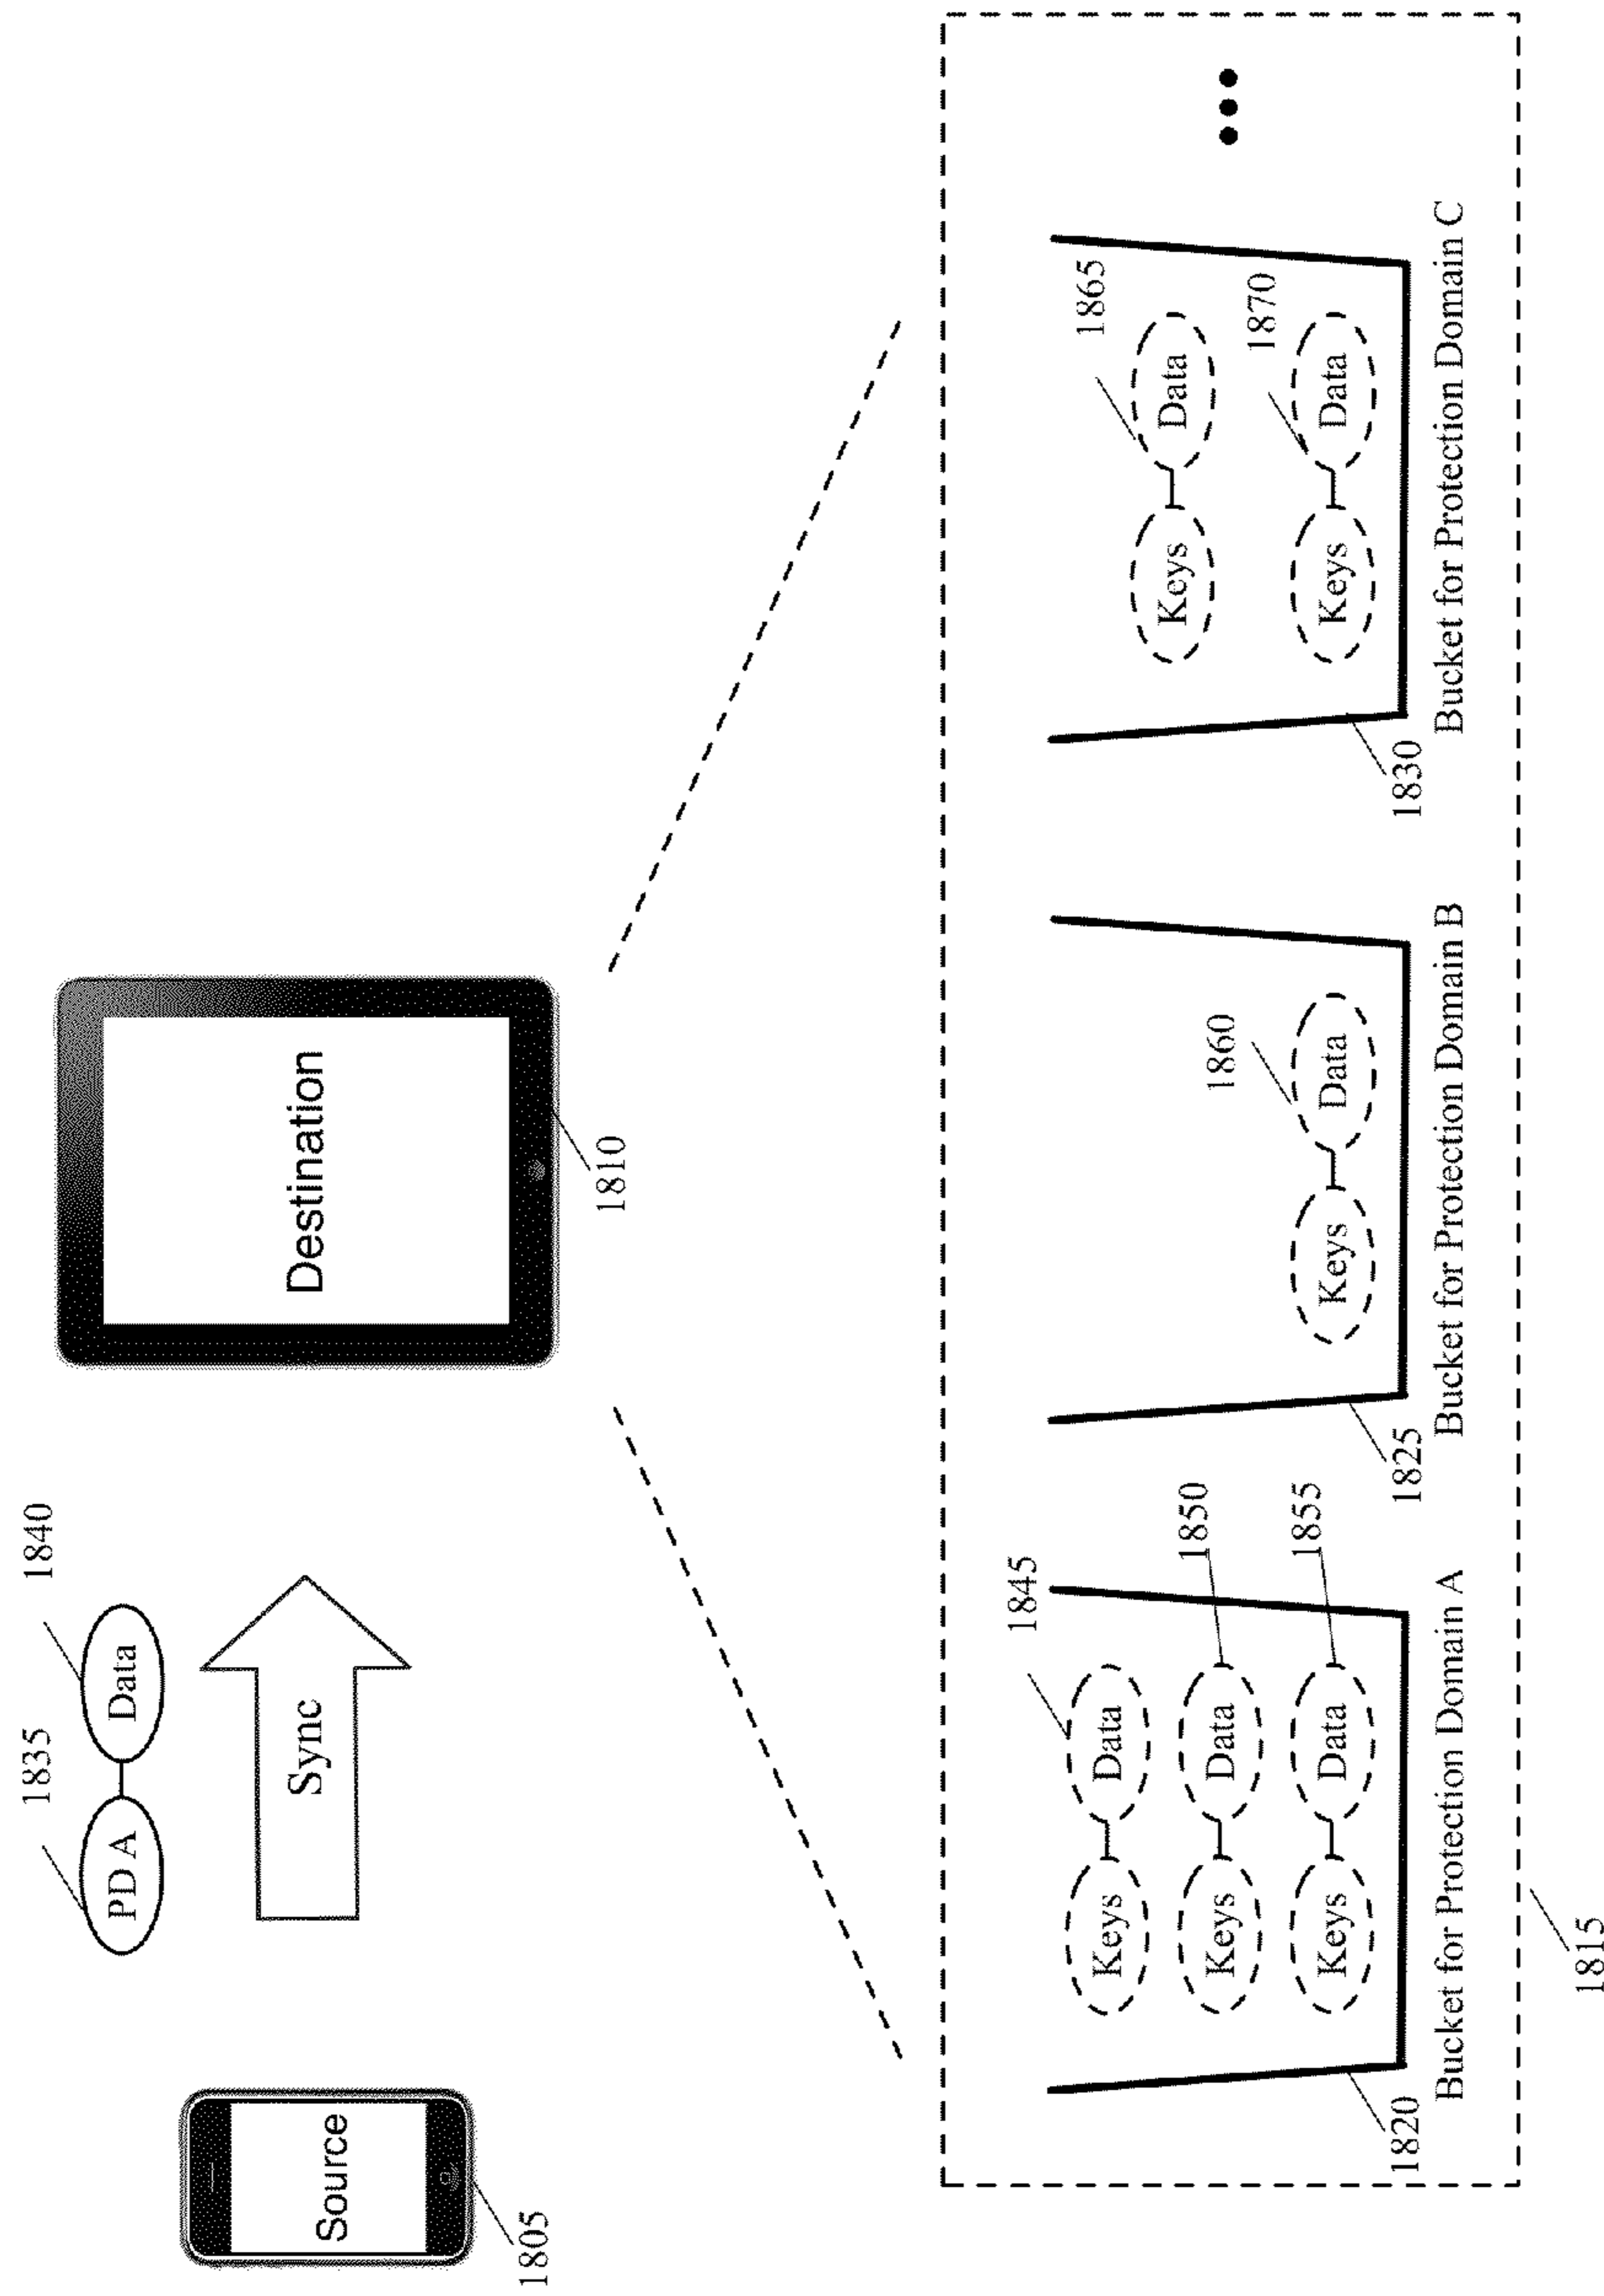 1835
1840
PD A
Data
Source
Sync
Destination
1805
1810
1845
Keys
Data
1850
Keys
Data
1855
Keys
Data
1820
Bucket for Protection Domain A
1860
Keys
Data
1825
Bucket for Protection Domain B
1865
Keys
Data
1870
Keys
Data
1830
Bucket for Protection Domain C
1815